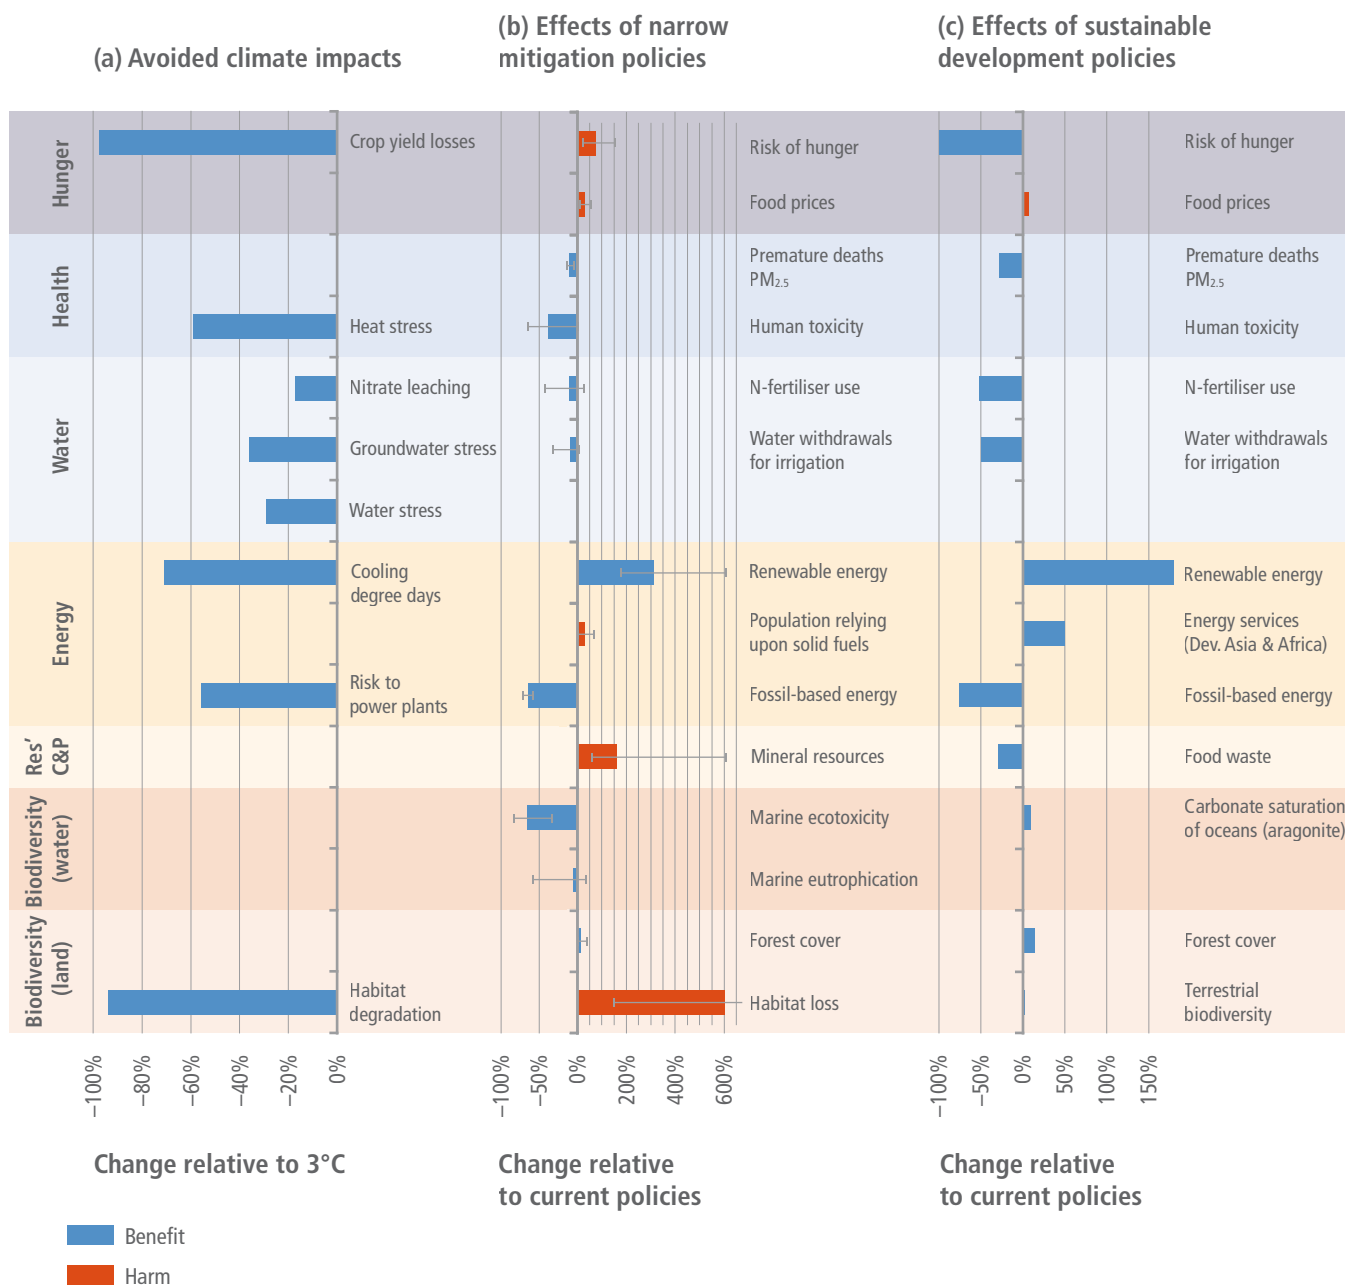 (a) Avoided climate impacts
(b) Effects of narrow
mitigation policies
(c) Effects of sustainable
development policies
Hunger
Crop yield losses
Risk of hunger
Risk of hunger
Food prices
Food prices
Health
Premature deaths
PM2.5
Premature deaths
PM2.5
Heat stress
Human toxicity
Human toxicity
Water
Nitrate leaching
N-fertiliser use
N-fertiliser use
Groundwater stress
Water withdrawals
for irrigation
Water withdrawals
for irrigation
Water stress
Energy
Cooling
degree days
Renewable energy
Renewable energy
Population relying
upon solid fuels
Energy services
(Dev. Asia & Africa)
Risk to
power plants
Fossil-based energy
Fossil-based energy
Res'
C&P
Mineral resources
Food waste
Biodiversity
(water)
Marine ecotoxicity
Carbonate saturation
of oceans (aragonite)
Marine eutrophication
Biodiversity
(land)
Forest cover
Forest cover
Habitat
degradation
Habitat loss
Terrestrial
biodiversity
−100%
−80%
−60%
−40%
−20%
0%
−100%
−50%
0%
200%
400%
600%
−100%
−50%
0%
50%
100%
150%
Change relative to 3°C
Change relative
to current policies
Change relative
to current policies
Benefit
Harm